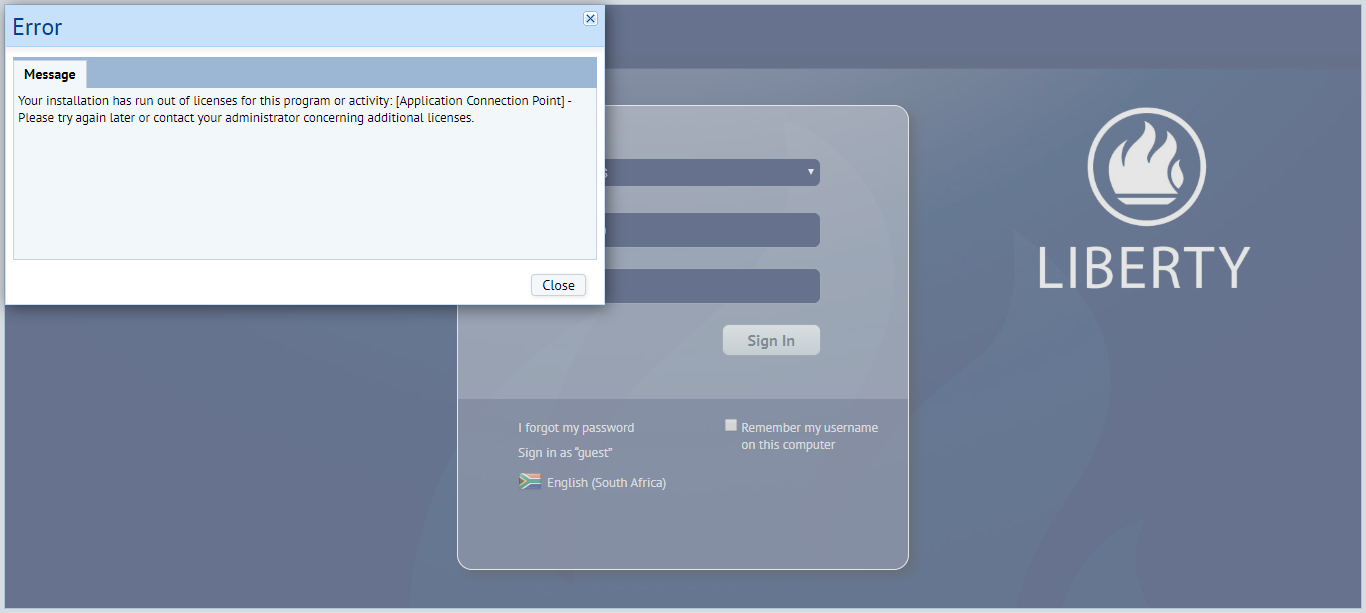 Error
Message
Your installation has run out of licenses for this program or activity: [Application Connection Point] -
Please try again later or contact your administrator concerning additional licenses.
Close
LIBERTY
Sign In
I forgot my password
Remember my username
on this computer
Sign in as "guest"
English (South Africa)